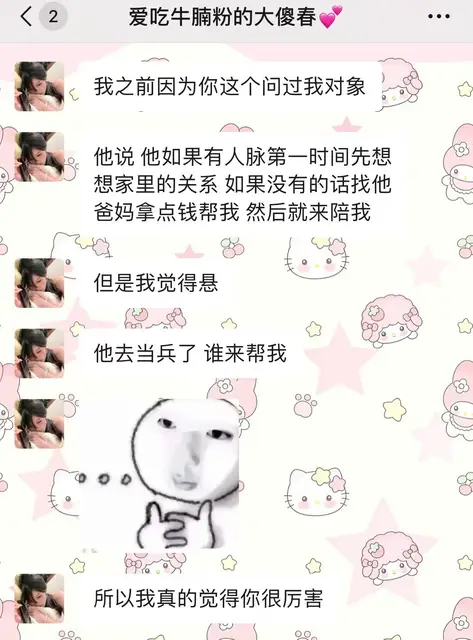 2
爱吃牛腩粉的大傻春💕
我之前因为你这个问过我对象
他说 他如果有人脉第一时间先想
想家里的关系 如果没有的话找他
爸妈拿点钱帮我 然后就来陪我
但是我觉得悬
他去当兵了 谁来帮我
所以我真的觉得你很厉害